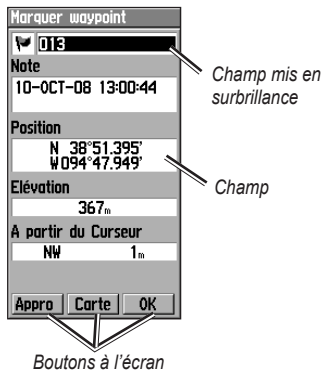 Marquer waypoint
013
Note
10-OCT-08 13:00:44
Position
N 38°51.395'
W094°47.949'
Elévation
367m
A partir du Curseur
NW 1m
Appro Carte OK
Champ mis en
surbrillance
Champ
Boutons à l'écran